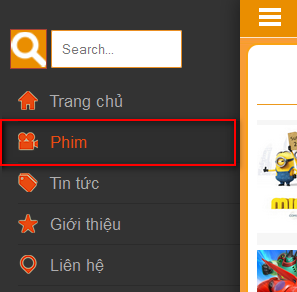 Search...
Trang chủ
Phim
Tin tức
Giới thiệu
Liên hệ